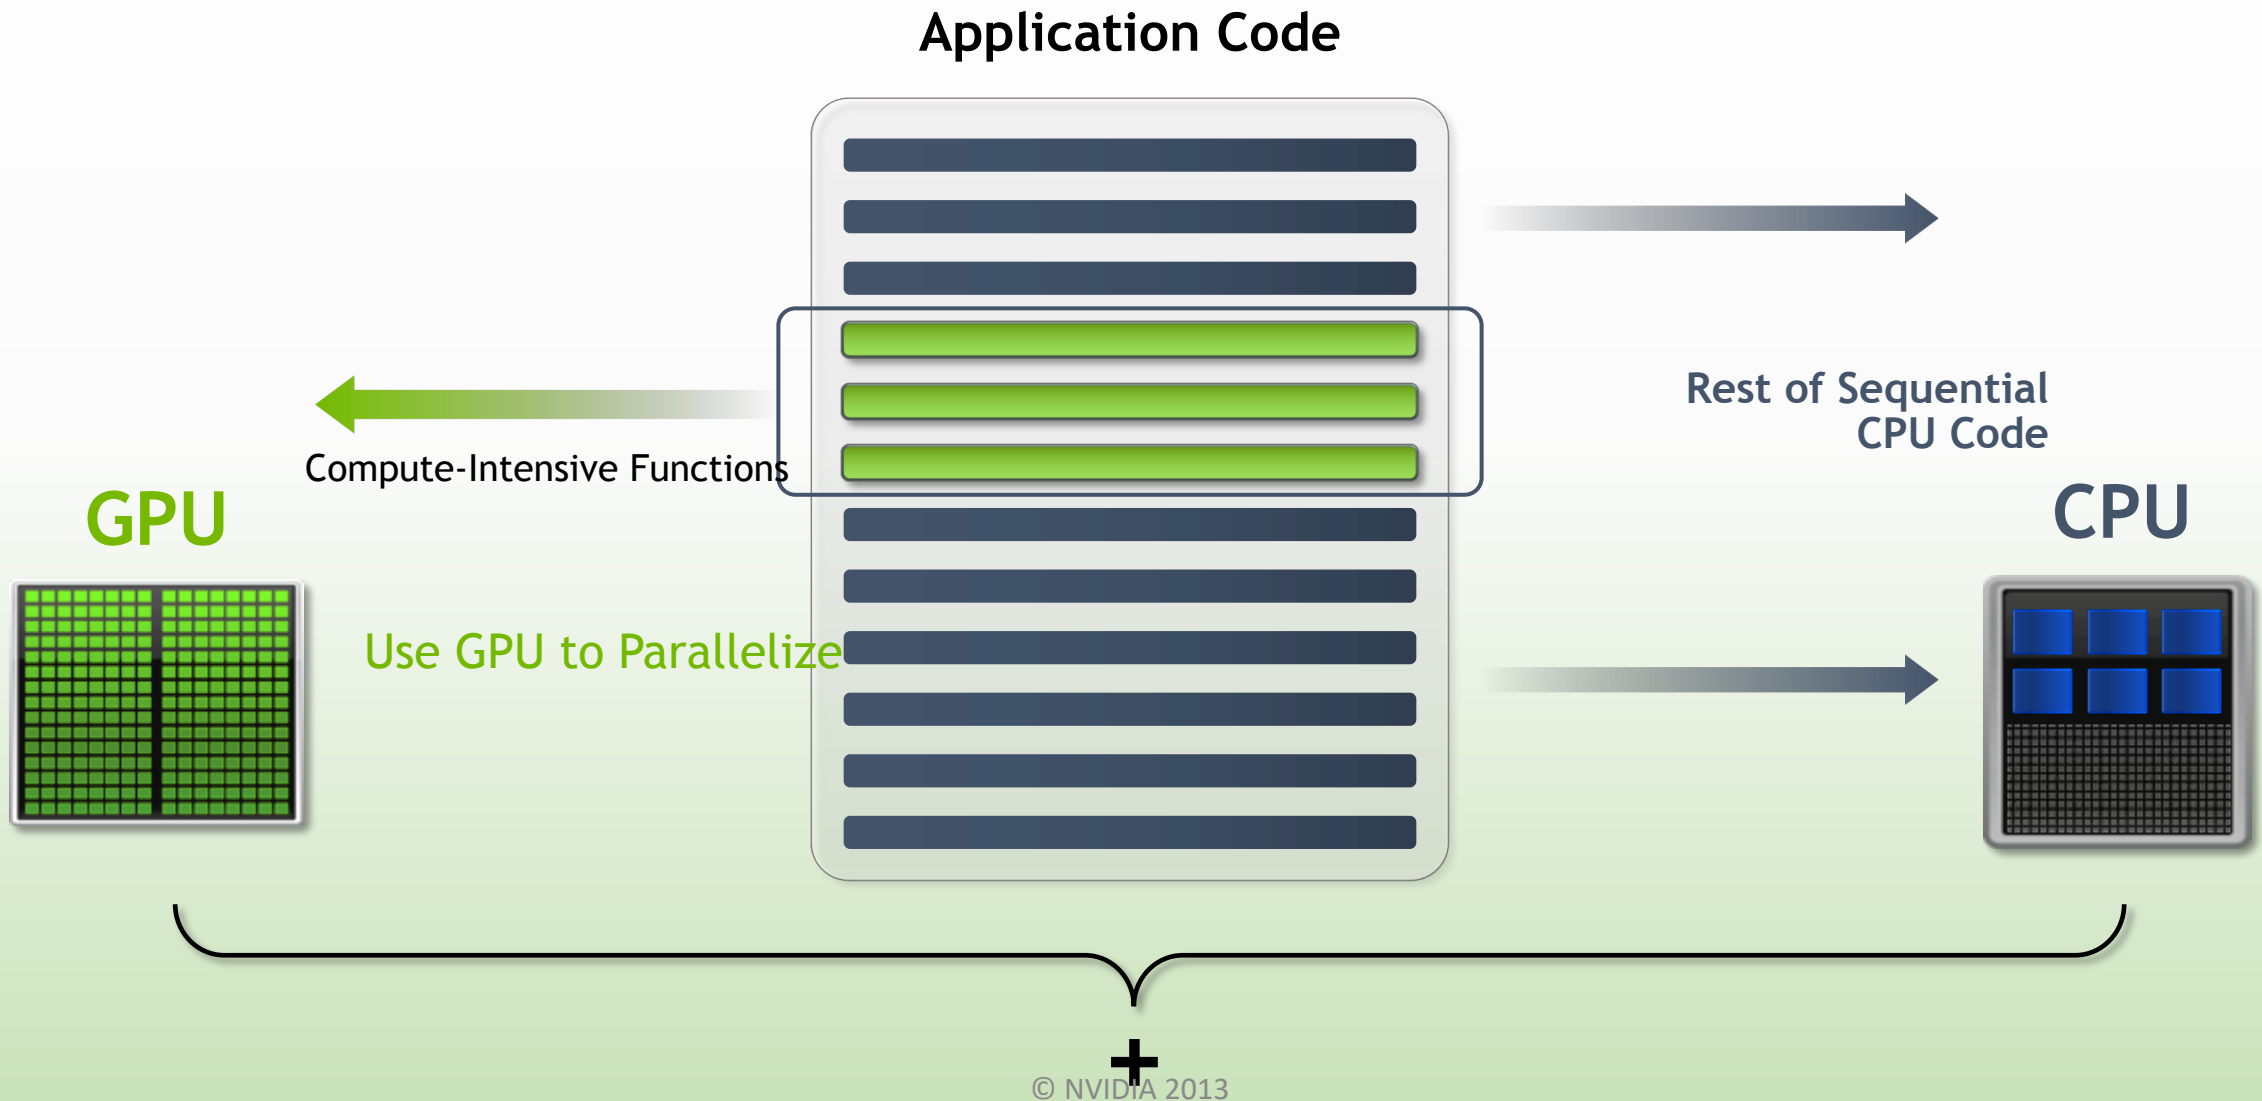 Application Code
Rest of Sequential
CPU Code
Compute-Intensive Functions
GPU
CPU
Use GPU to Parallelize
+
© NVIDIA 2013